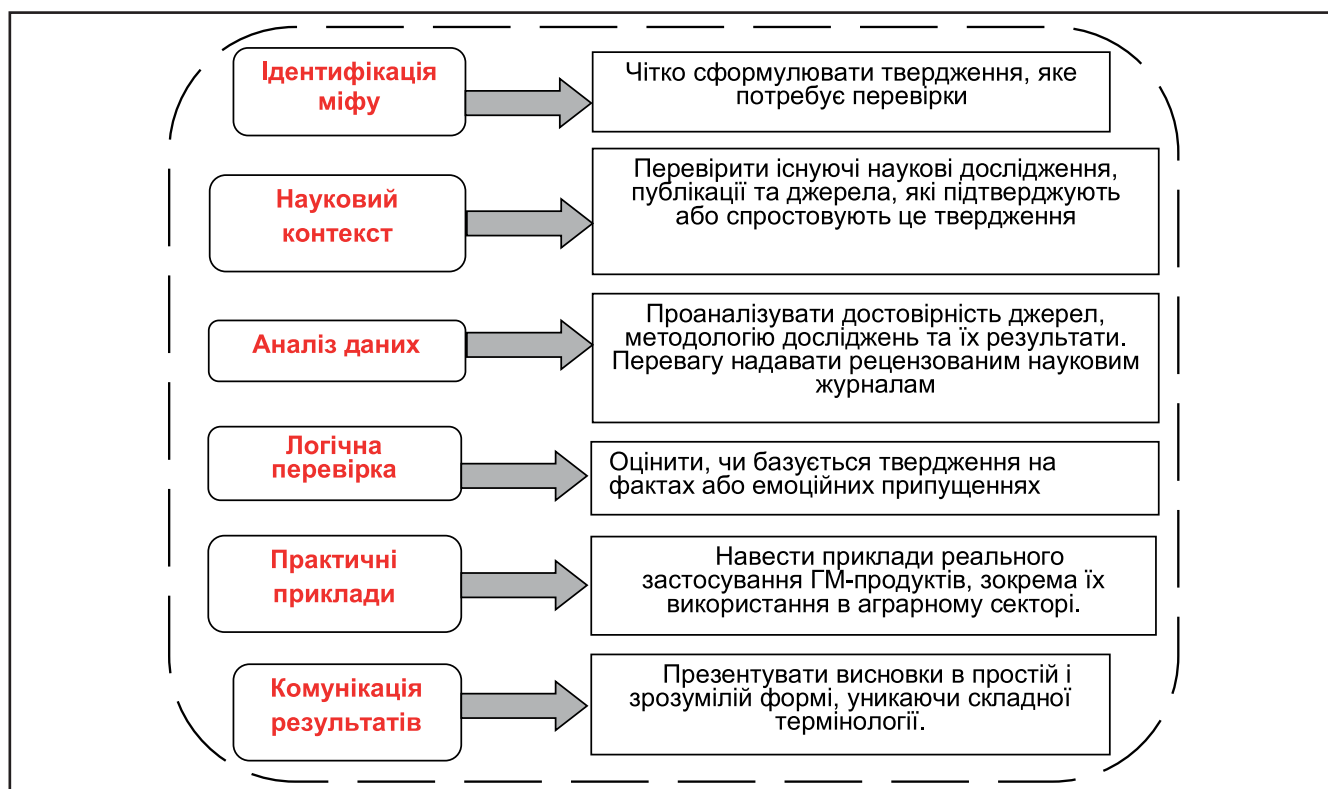 Ідентифікація
міфу
Чітко сформулювати твердження, яке
потребує перевірки
Науковий
контекст
Перевірити існуючі наукові дослідження,
публікації та джерела, які підтверджують
або спростовують це твердження
Аналіз даних
Проаналізувати достовірність джерел,
методологію досліджень та їх результати.
Перевагу надавати рецензованим науковим
журналам
Логічна
перевірка
Оцінити, чи базується твердження на
фактах або емоційних припущеннях
Практичні
приклади
Навести приклади реального
застосування ГМ-продуктів, зокрема їх
використання в аграрному секторі.
Комунікація
результатів
Презентувати висновки в простій і
зрозумілій формі, уникаючи складної
термінології.